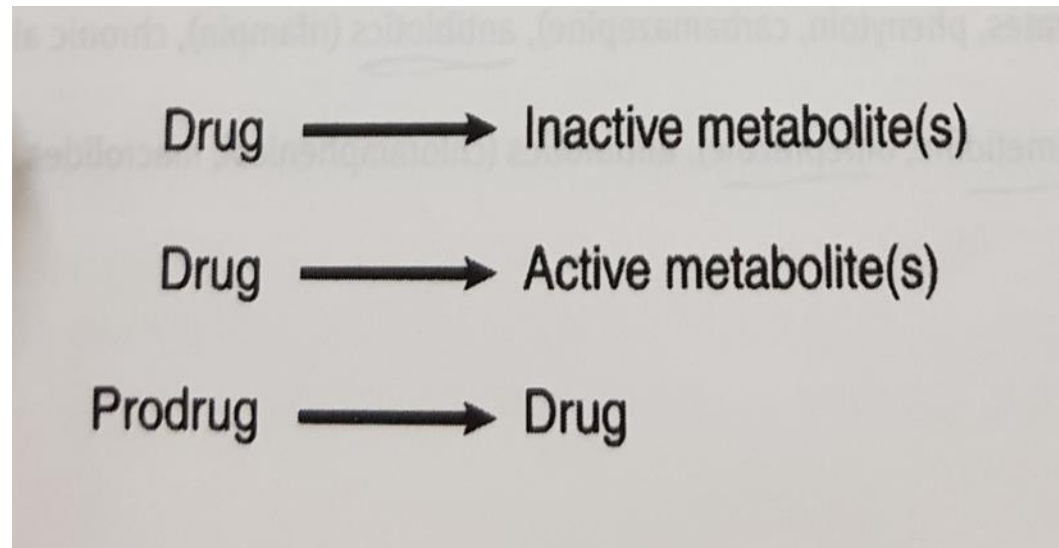 Drug → Inactive metabolite(s)
Drug → Active metabolite(s)
Prodrug → Drug